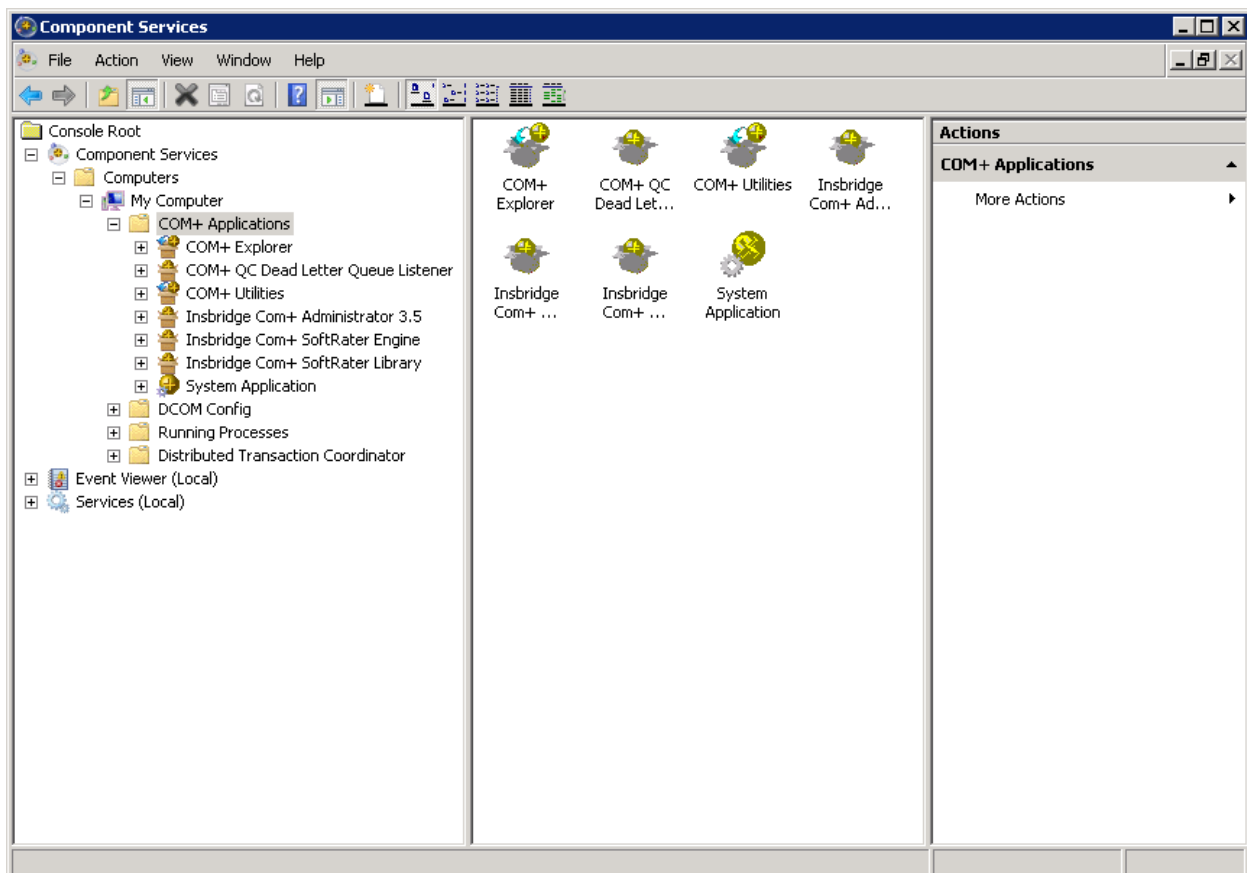 Component Services
File Action View Window Help
Console Root
Component Services
Computers
My Computer
COM+ Applications
COM+ Explorer
COM+ QC Dead Letter Queue Listener
COM+ Utilities
Insbridge Com+ Administrator 3.5
Insbridge Com+ SoftRater Engine
Insbridge Com+ SoftRater Library
System Application
DCOM Config
Running Processes
Distributed Transaction Coordinator
Event Viewer (Local)
Services (Local)
COM+ Explorer
COM+ QC Dead Let...
COM+ Utilities
Insbridge Com+ Ad...
Insbridge Com+ ...
Insbridge Com+ ...
System Application
Actions
COM+ Applications
More Actions